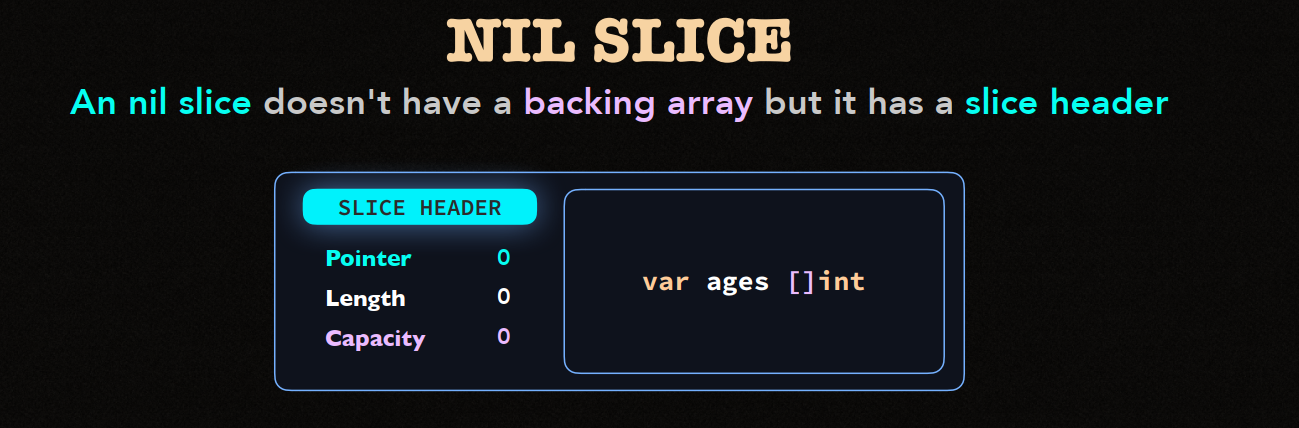 NIL SLICE
An nil slice doesn't have a backing array but it has a slice header
SLICE HEADER
Pointer 0
Length 0
Capacity 0
var ages []int